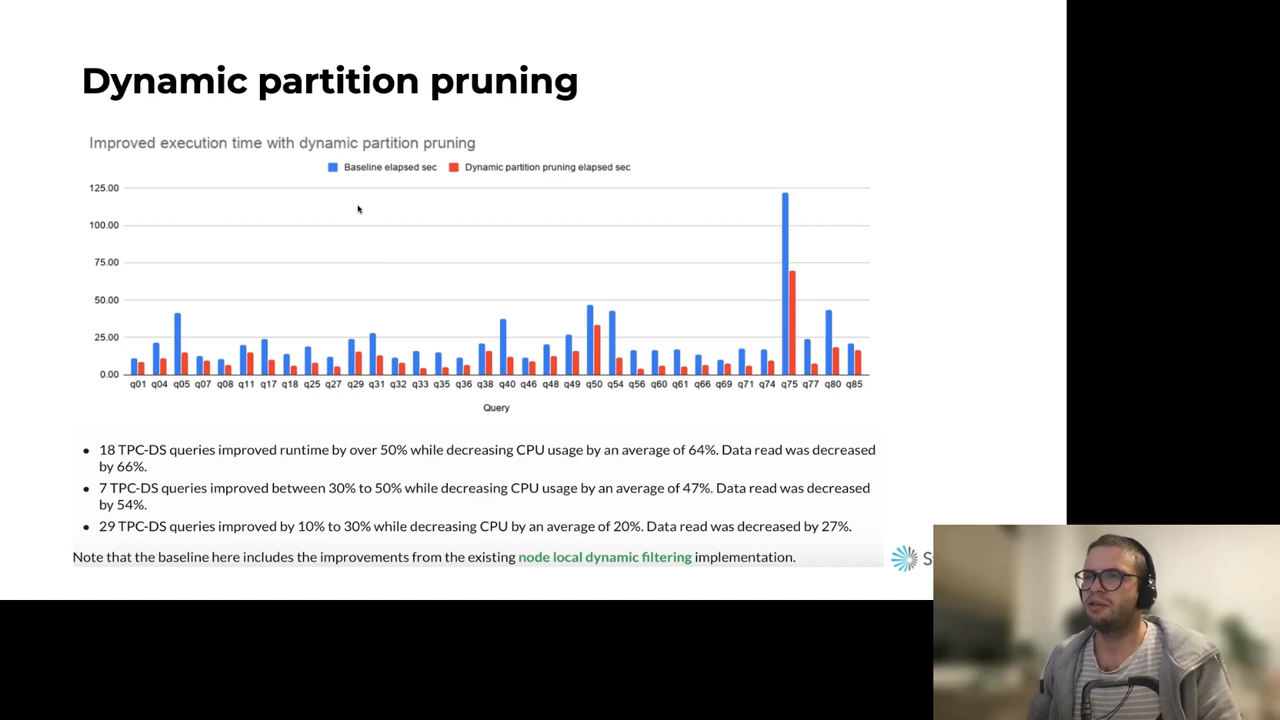 Dynamic partition pruning
Improved execution time with dynamic partition pruning
Baseline elapsed sec Dynamic partition pruning elapsed sec
125.00
100.00
75.00
50.00
25.00
0.00
q01 q04 q05 q07 q08 q11 q17 q18 q25 q27 q29 q31 q32 q33 q35 q36 q38 q40 q46 q48 q49 q50 q54 q56 q60 q61 q66 q69 q71 q74 q75 q77 q80 q85
Query
• 18 TPC-DS queries improved runtime by over 50% while decreasing CPU usage by an average of 64%. Data read was decreased
by 66%.
• 7 TPC-DS queries improved between 30% to 50% while decreasing CPU usage by an average of 47%. Data read was decreased
by 54%.
• 29 TPC-DS queries improved by 10% to 30% while decreasing CPU by an average of 20%. Data read was decreased by 27%.
Note that the baseline here includes the improvements from the existing node local dynamic filtering implementation.
S